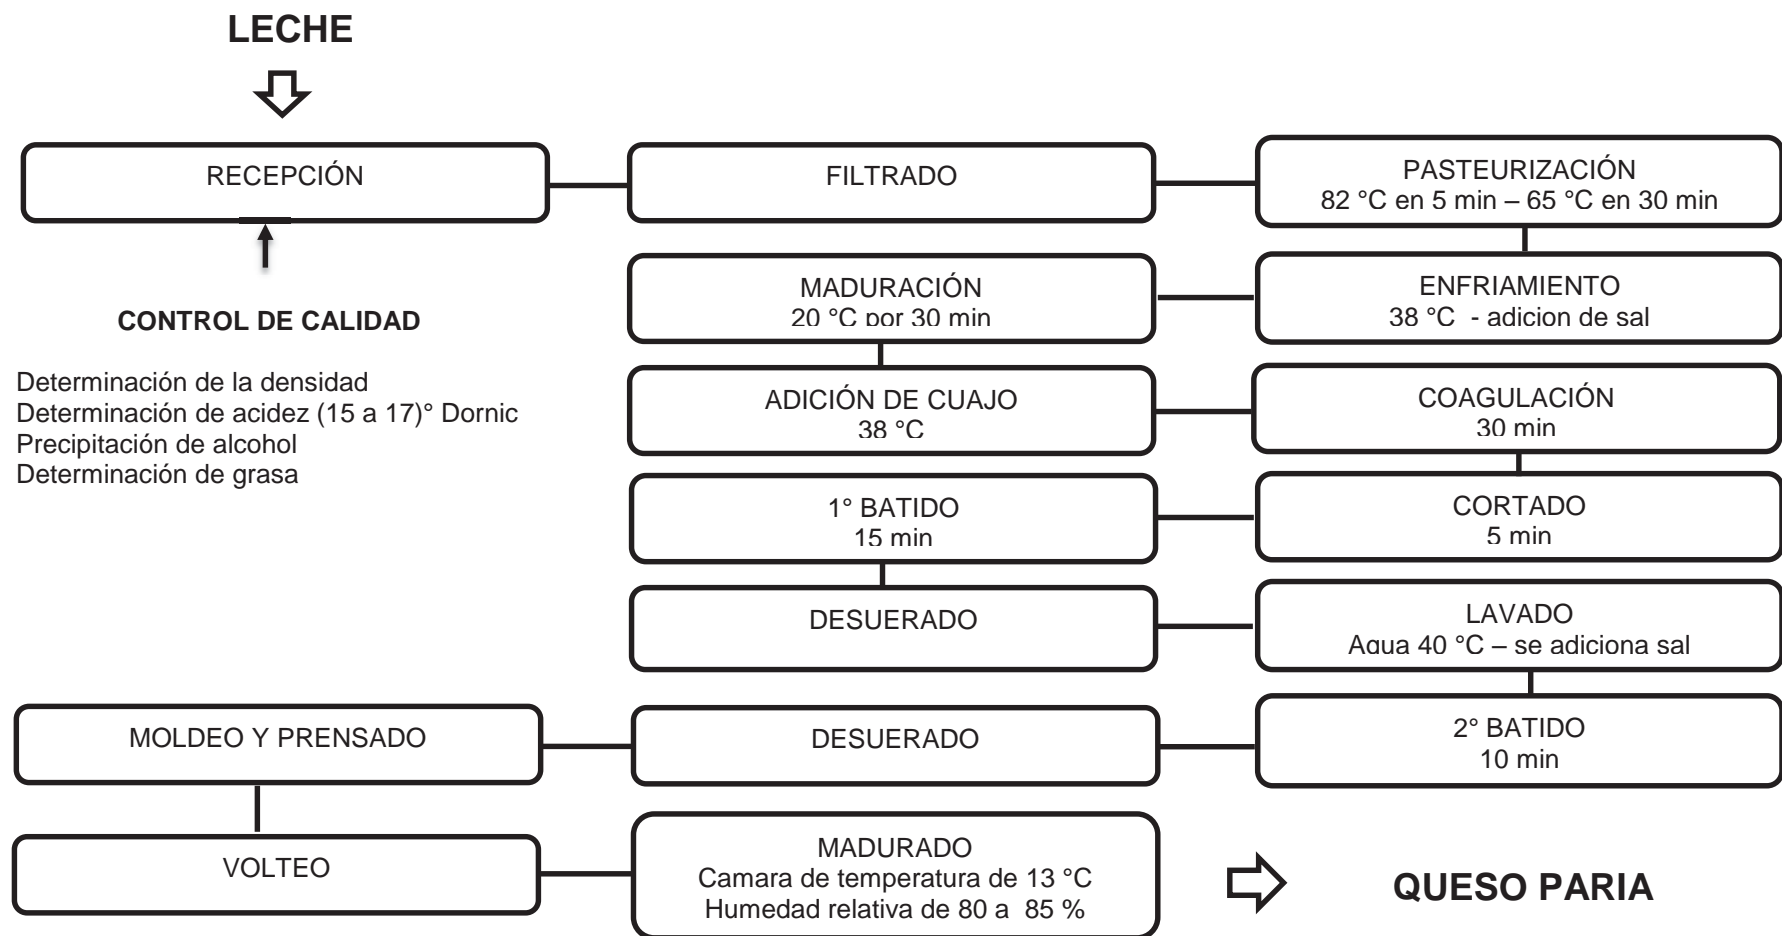 LECHE
RECEPCIÓN
FILTRADO
PASTEURIZACIÓN
82 °C en 5 min – 65 °C en 30 min
MADURACIÓN
20 °C por 30 min
ENFRIAMIENTO
38 °C - adicion de sal
CONTROL DE CALIDAD
Determinación de la densidad
Determinación de acidez (15 a 17)° Dornic
Precipitación de alcohol
Determinación de grasa
ADICIÓN DE CUAJO
38 °C
COAGULACIÓN
30 min
1° BATIDO
15 min
CORTADO
5 min
DESUERADO
LAVADO
Agua 40 °C – se adiciona sal
MOLDEO Y PRENSADO
DESUERADO
2° BATIDO
10 min
VOLTEO
MADURADO
Camara de temperatura de 13 °C
Humedad relativa de 80 a 85 %
QUESO PARIA